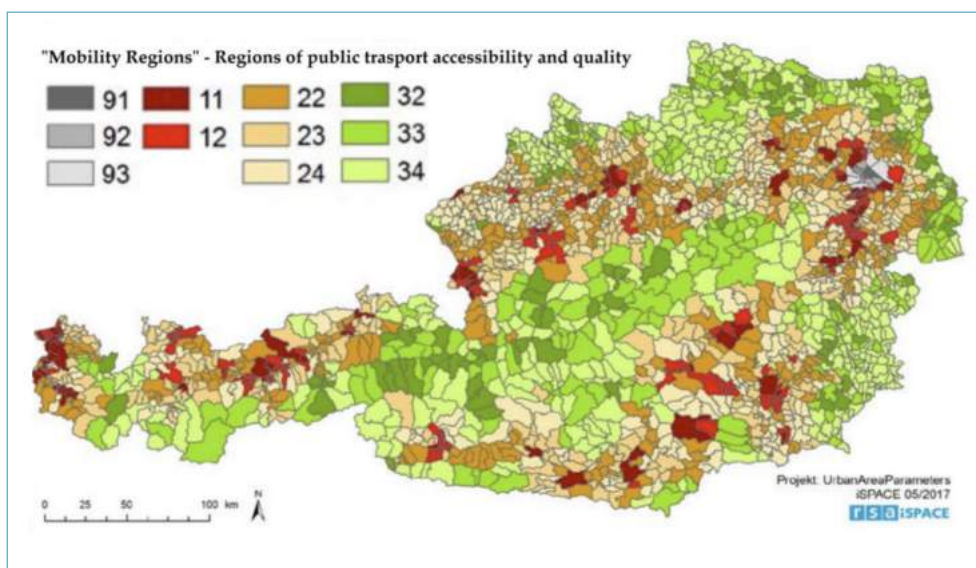 "Mobility Regions" - Regions of public trasport accessibility and quality
91 11 22 32
92 12 23 33
93 24 34
Projekt: UrbanAreaParameters
iSPACE 05/2017
rsa iSPACE
N
0 25 50 100 km